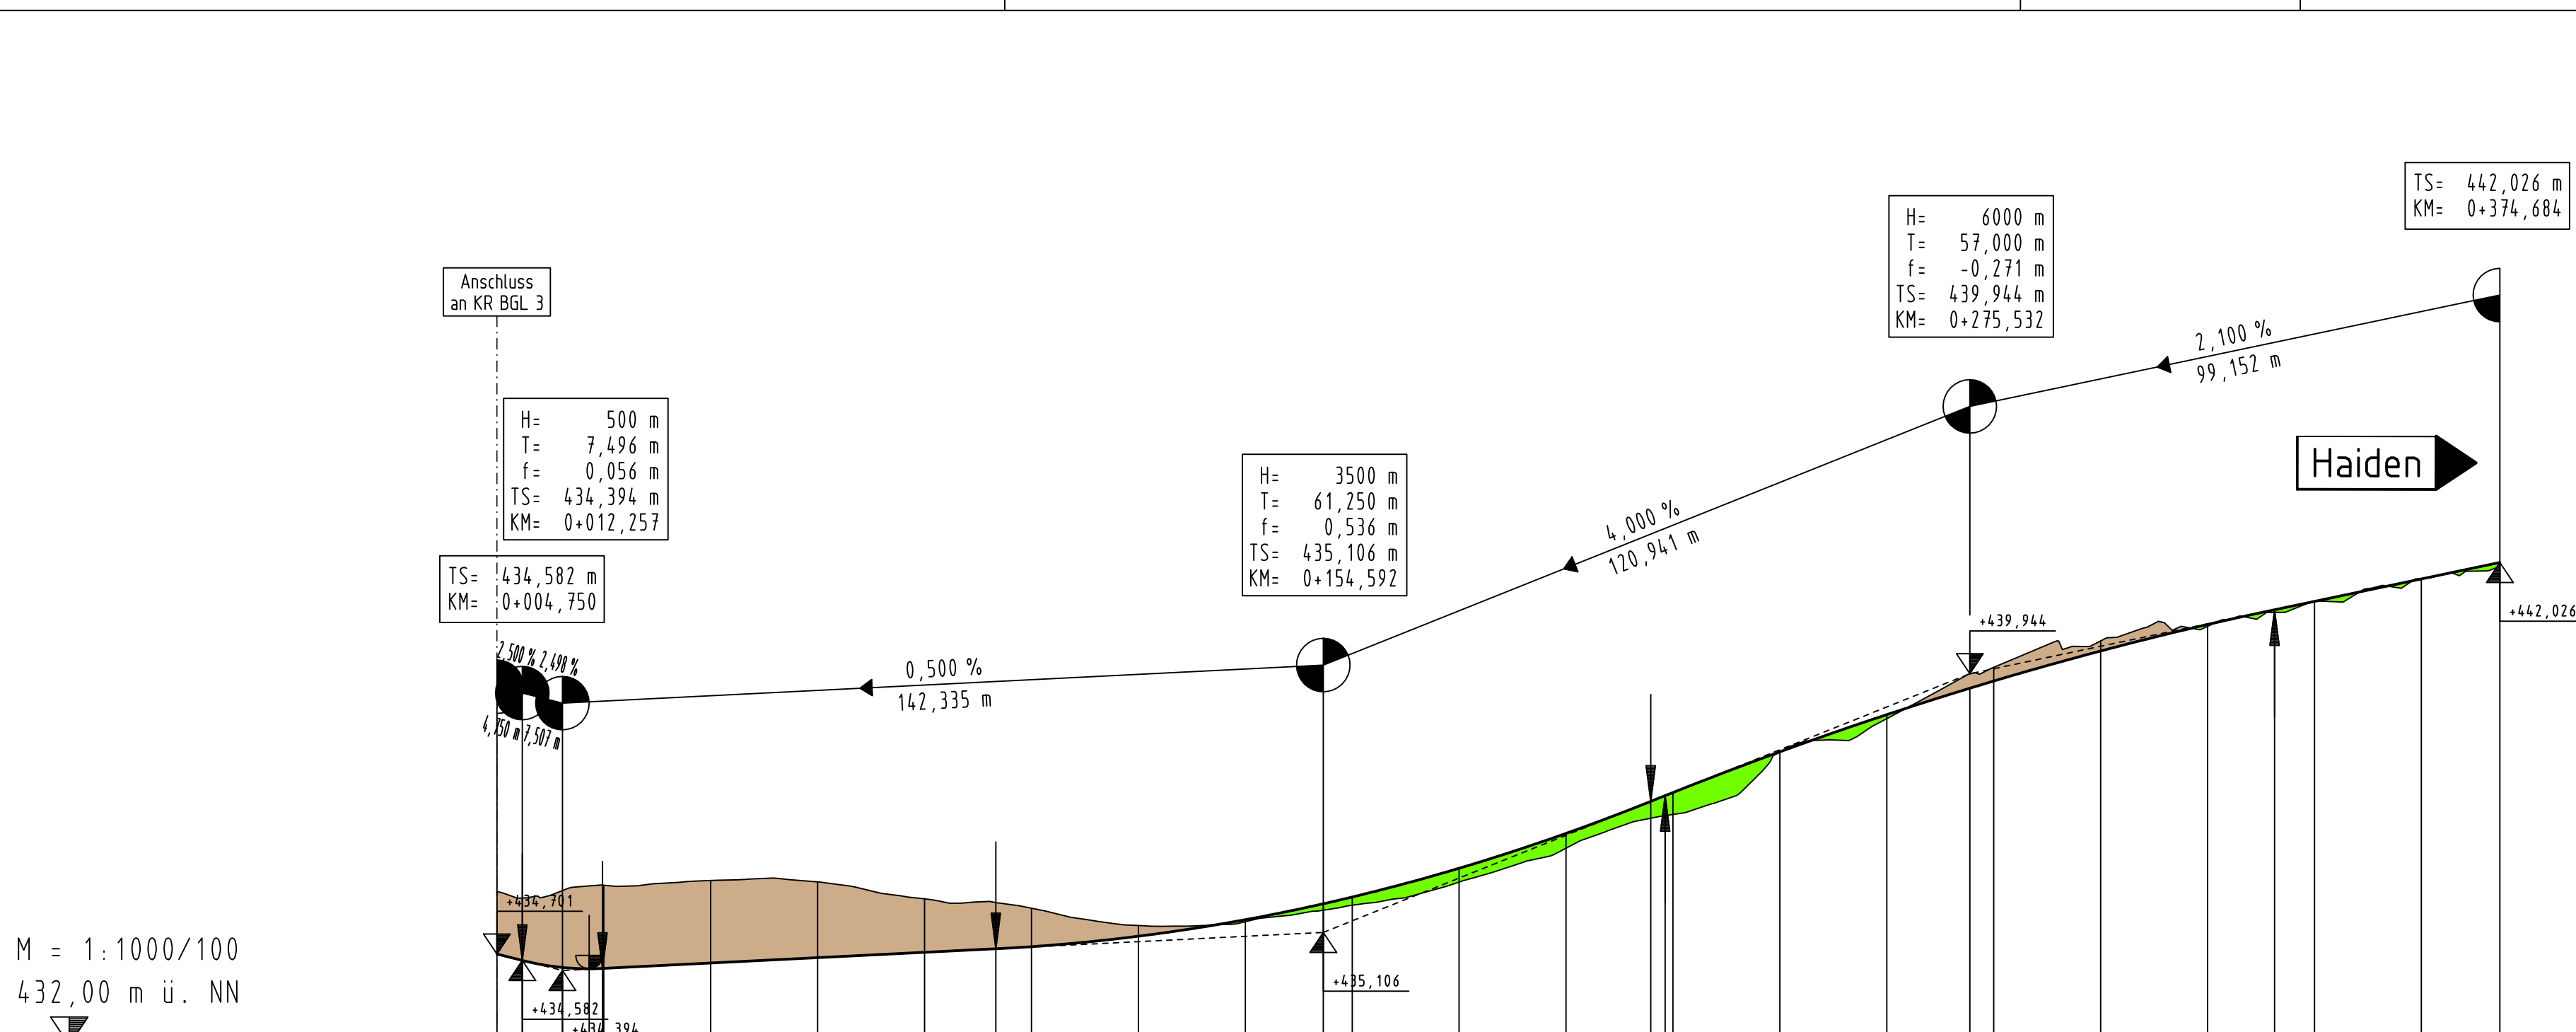 TS= 442,026 m
KM= 0+374,684
H= 6000 m
T= 57,000 m
f= -0,271 m
TS= 439,944 m
KM= 0+275,532
Anschluss
an KR BGL 3
2,100 %
99,152 m
H= 500 m
T= 7,496 m
f= 0,056 m
TS= 434,394 m
KM= 0+012,257
H= 3500 m
T= 61,250 m
f= 0,536 m
TS= 435,106 m
KM= 0+154,592
Haiden
4,000 %
120,941 m
TS= 434,582 m
KM= 0+004,750
+442,026
+439,944
2,500 % 2,498 %
0,500 %
142,335 m
4,750 m 7,507 m
+434,701
M = 1:1000/100
432,00 m ü. NN
+435,106
+434,582
+434,394